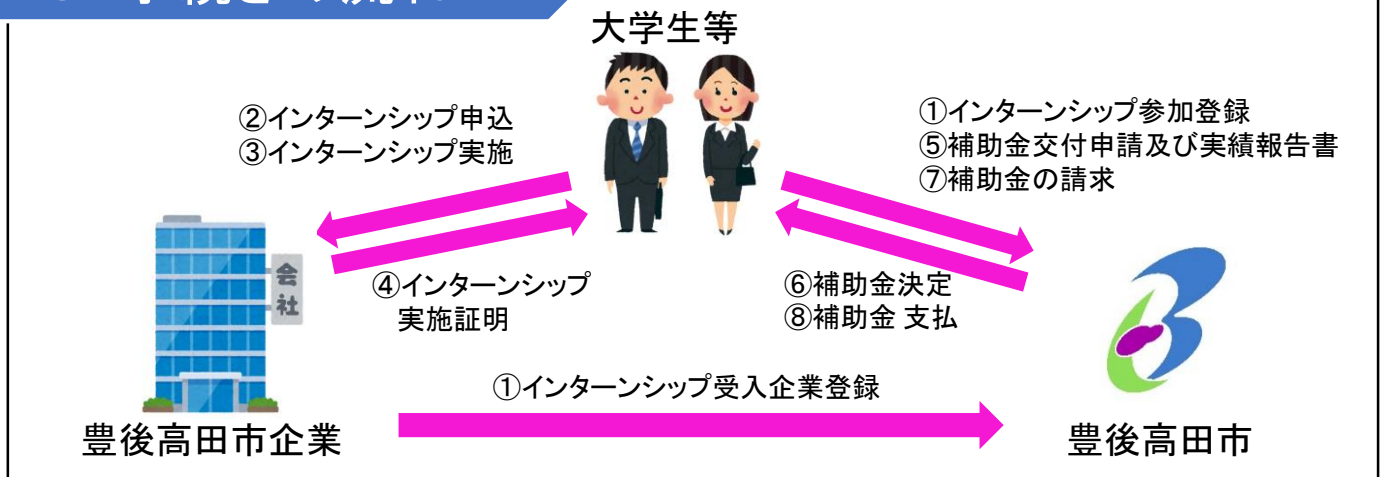 大学生等
②インターンシップ申込
③インターンシップ実施
①インターンシップ参加登録
⑤補助金交付申請及び実績報告書
⑦補助金の請求
会社
④インターンシップ
実施証明
⑥補助金決定
⑧補助金 支払
①インターンシップ受入企業登録
豊後高田市企業
豊後高田市